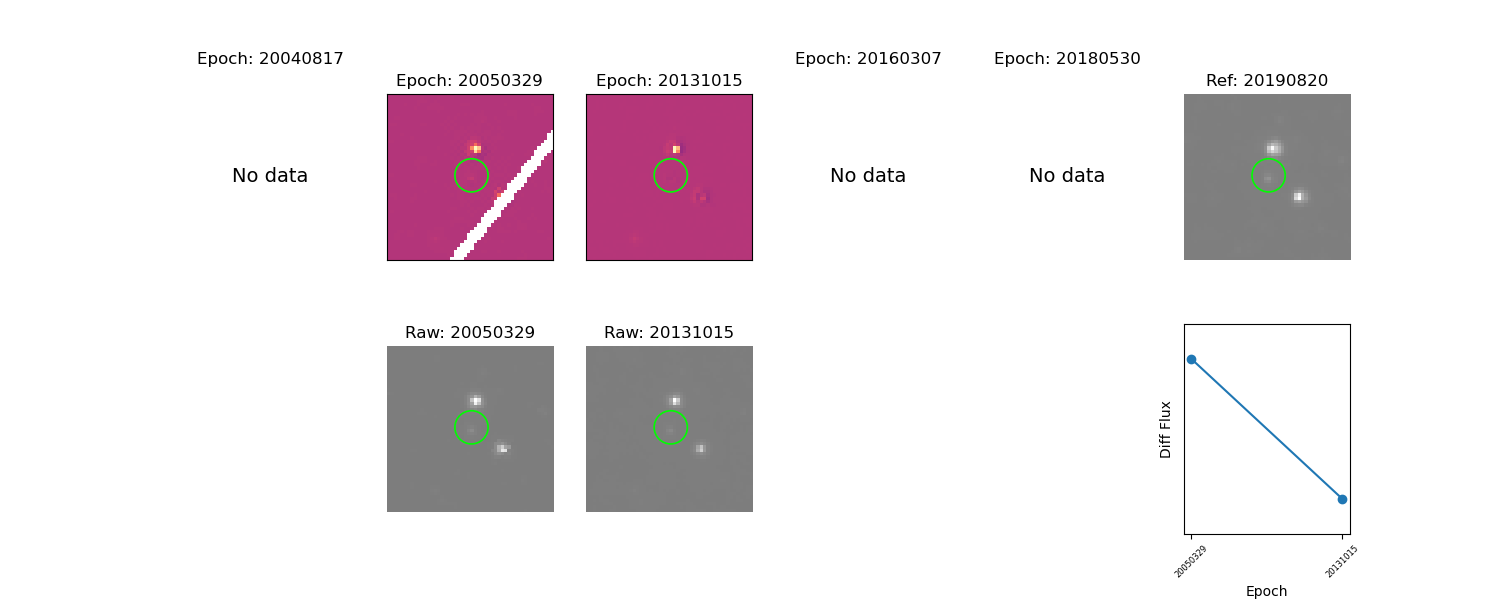 Epoch: 20040817
No data
Epoch: 20050329
Epoch: 20131015
Epoch: 20160307
No data
Epoch: 20180530
No data
Ref: 20190820
Raw: 20050329
Raw: 20131015
Diff Flux
20050329
20131015
Epoch